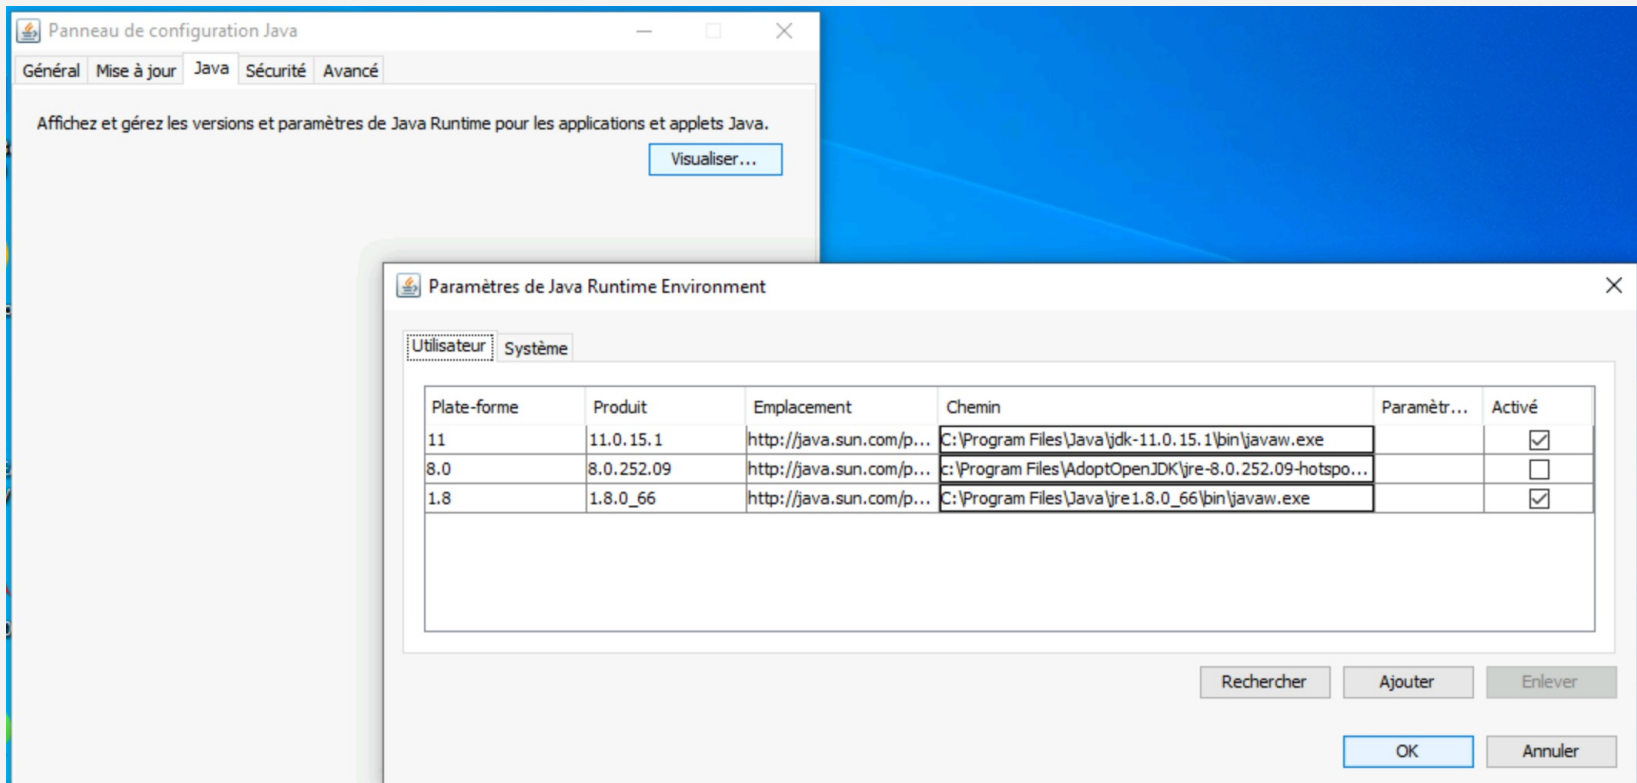 Panneau de configuration Java
Général Mise à jour Java Sécurité Avancé
Affichez et gérez les versions et paramètres de Java Runtime pour les applications et applets Java.
Visualiser...
Paramètres de Java Runtime Environment
Utilisateur Système
Plate-forme Produit Emplacement Chemin Paramètr... Activé
11 11.0.15.1 http://java.sun.com/p... C:\Program Files\Java\jdk-11.0.15.1\bin\javaw.exe
8.0 8.0.252.09 http://java.sun.com/p... c:\Program Files\AdoptOpenJDK\jre-8.0.252.09-hotspo...
1.8 1.8.0_66 http://java.sun.com/p... C:\Program Files\Java\jre1.8.0_66\bin\javaw.exe
Rechercher Ajouter Enlever
OK Annuler